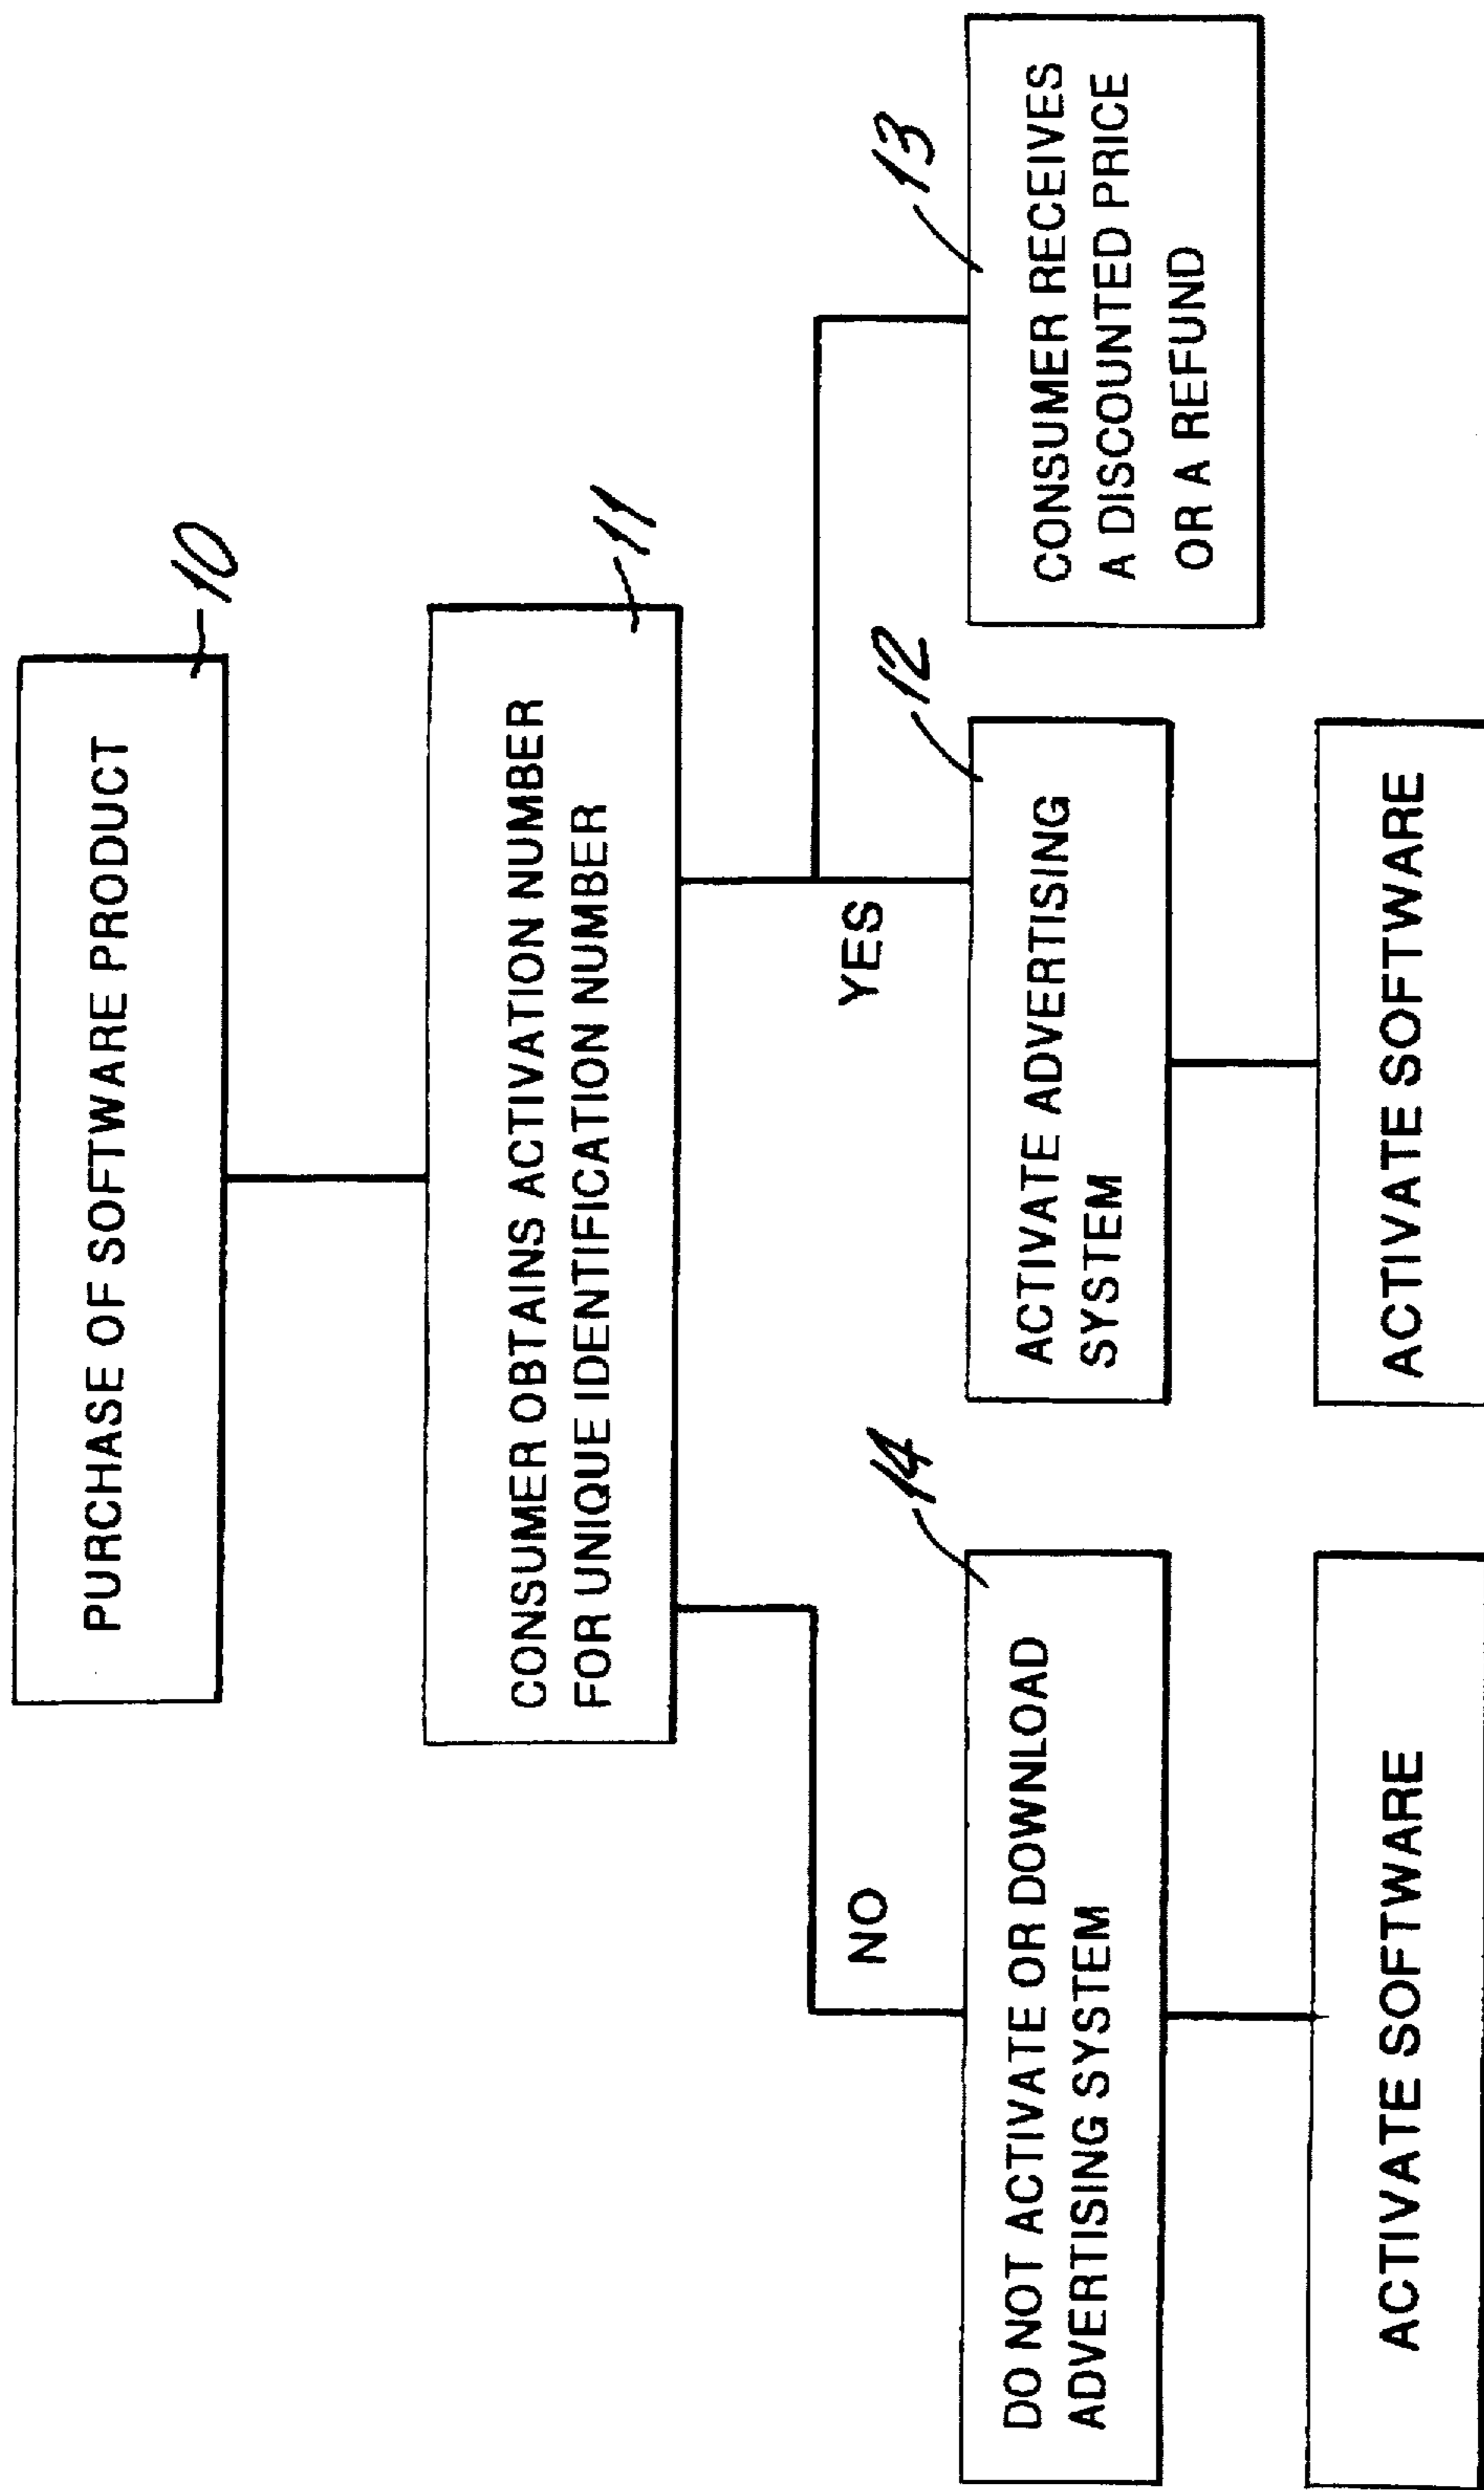 PURCHASE OF SOFTWARE PRODUCT
10
CONSUMER OBTAINS ACTIVATION NUMBER
FOR UNIQUE IDENTIFICATION NUMBER
11
NO
YES
14
12
13
DO NOT ACTIVATE OR DOWNLOAD
ADVERTISING SYSTEM
ACTIVATE ADVERTISING
SYSTEM
CONSUMER RECEIVES
A DISCOUNTED PRICE
OR A REFUND
ACTIVATE SOFTWARE
ACTIVATE SOFTWARE